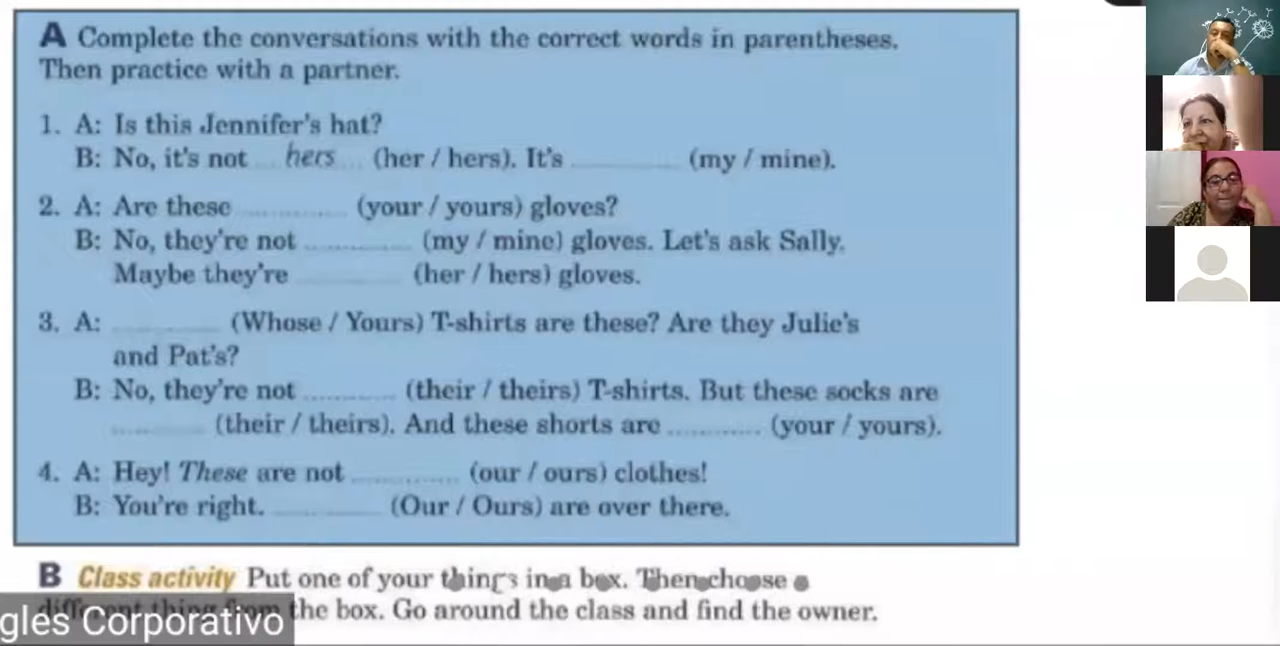 A Complete the conversations with the correct words in parentheses.
Then practice with a partner.
1. A: Is this Jennifer's hat?
B: No, it's not hers (her / hers). It's (my / mine).
2. A: Are these (your / yours) gloves?
B: No, they're not (my / mine) gloves. Let's ask Sally.
Maybe they're (her / hers) gloves.
3. A: (Whose / Yours) T-shirts are these? Are they Julie's
and Pat's?
B: No, they're not (their / theirs) T-shirts. But these socks are
(their / theirs). And these shorts are (your / yours).
4. A: Hey! These are not (our / ours) clothes!
B: You're right. (Our / Ours) are over there.
B Class activity Put one of your things in a box. Then choose a
different thing from the box. Go around the class and find the owner.
gles Corporativo